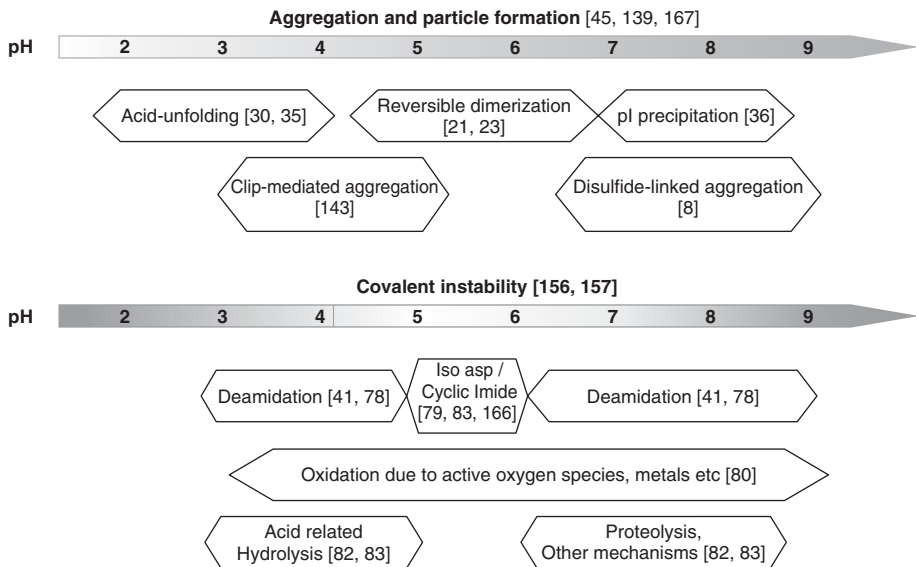 Aggregation and particle formation [45, 139, 167]
pH 2 3 4 5 6 7 8 9
Acid-unfolding [30, 35]
Reversible dimerization
[21, 23]
pI precipitation [36]
Clip-mediated aggregation
[143]
Disulfide-linked aggregation
[8]
Covalent instability [156, 157]
pH 2 3 4 5 6 7 8 9
Deamidation [41, 78]
Iso asp /
Cyclic Imide
[79, 83, 166]
Deamidation [41, 78]
Oxidation due to active oxygen species, metals etc [80]
Acid related
Hydrolysis [82, 83]
Proteolysis,
Other mechanisms [82, 83]